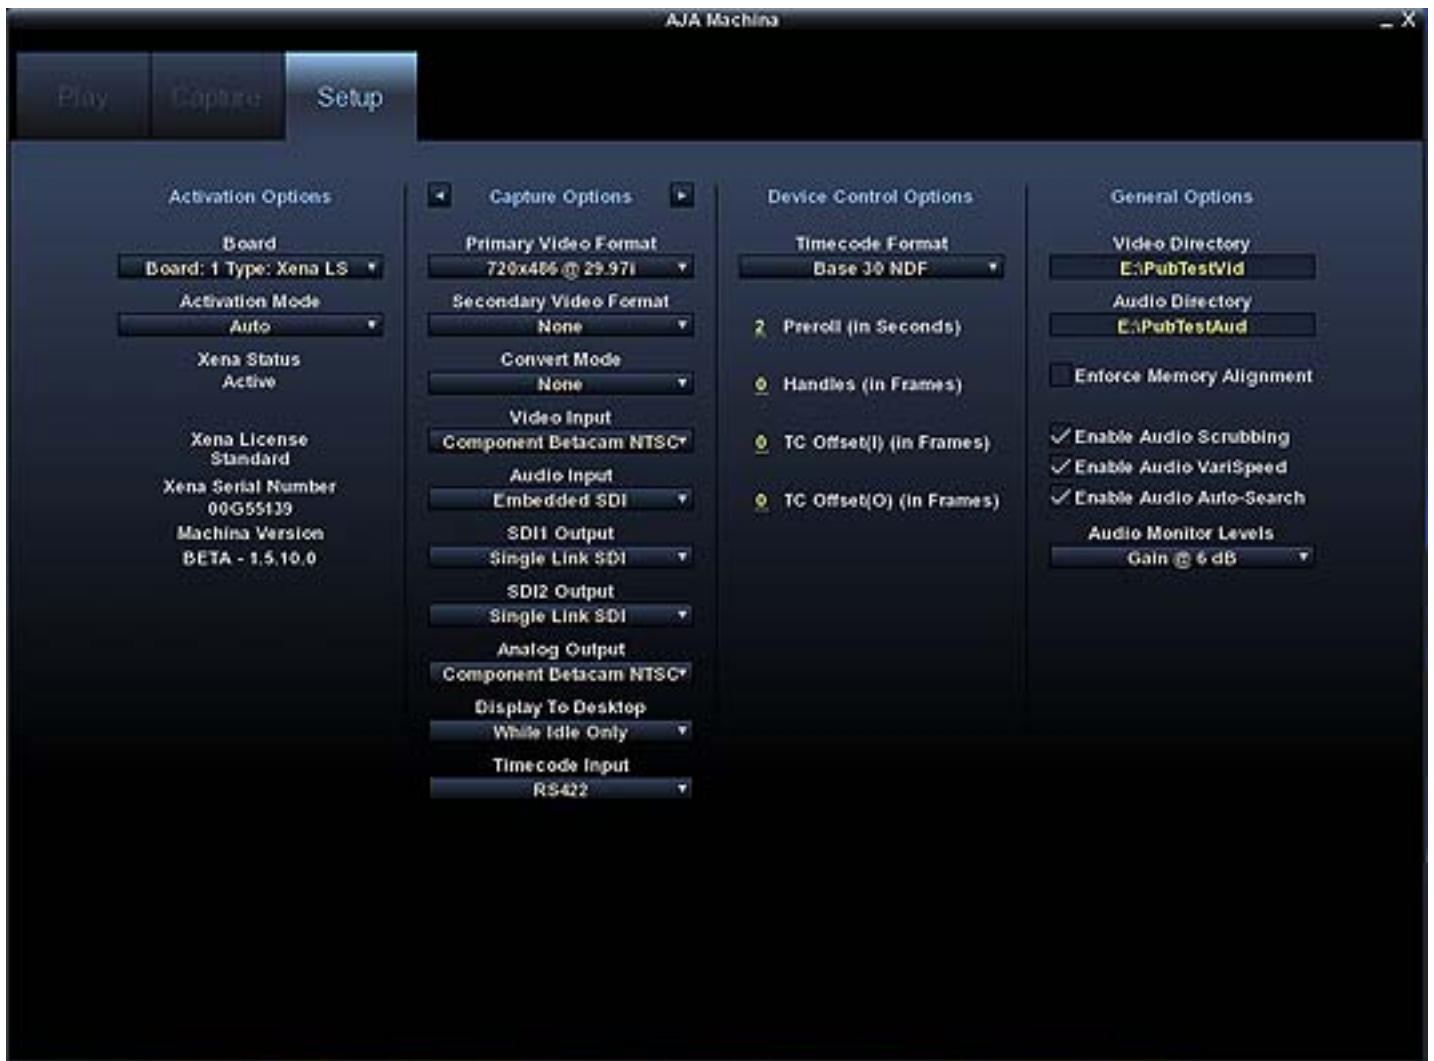 AJA Machina
_ X
Play
Capture
Setup
Activation Options
Board
Board: 1 Type: Xena LS
Activation Mode
Auto
Xena Status
Active
Xena License
Standard
Xena Serial Number
00G55139
Machina Version
BETA - 1.5.10.0
Capture Options
Primary Video Format
720x486 @ 29.97i
Secondary Video Format
None
Convert Mode
None
Video Input
Component Betacam NTSC
Audio Input
Embedded SDI
SDI1 Output
Single Link SDI
SDI2 Output
Single Link SDI
Analog Output
Component Betacam NTSC
Display To Desktop
While Idle Only
Timecode Input
RS422
Device Control Options
Timecode Format
Base 30 NDF
2 Preroll (in Seconds)
0 Handles (in Frames)
0 TC Offset(I) (in Frames)
0 TC Offset(O) (in Frames)
General Options
Video Directory
E:\PubTestVid
Audio Directory
E:\PubTestAud
Enforce Memory Alignment
Enable Audio Scrubbing
Enable Audio VariSpeed
Enable Audio Auto-Search
Audio Monitor Levels
Gain @ 6 dB